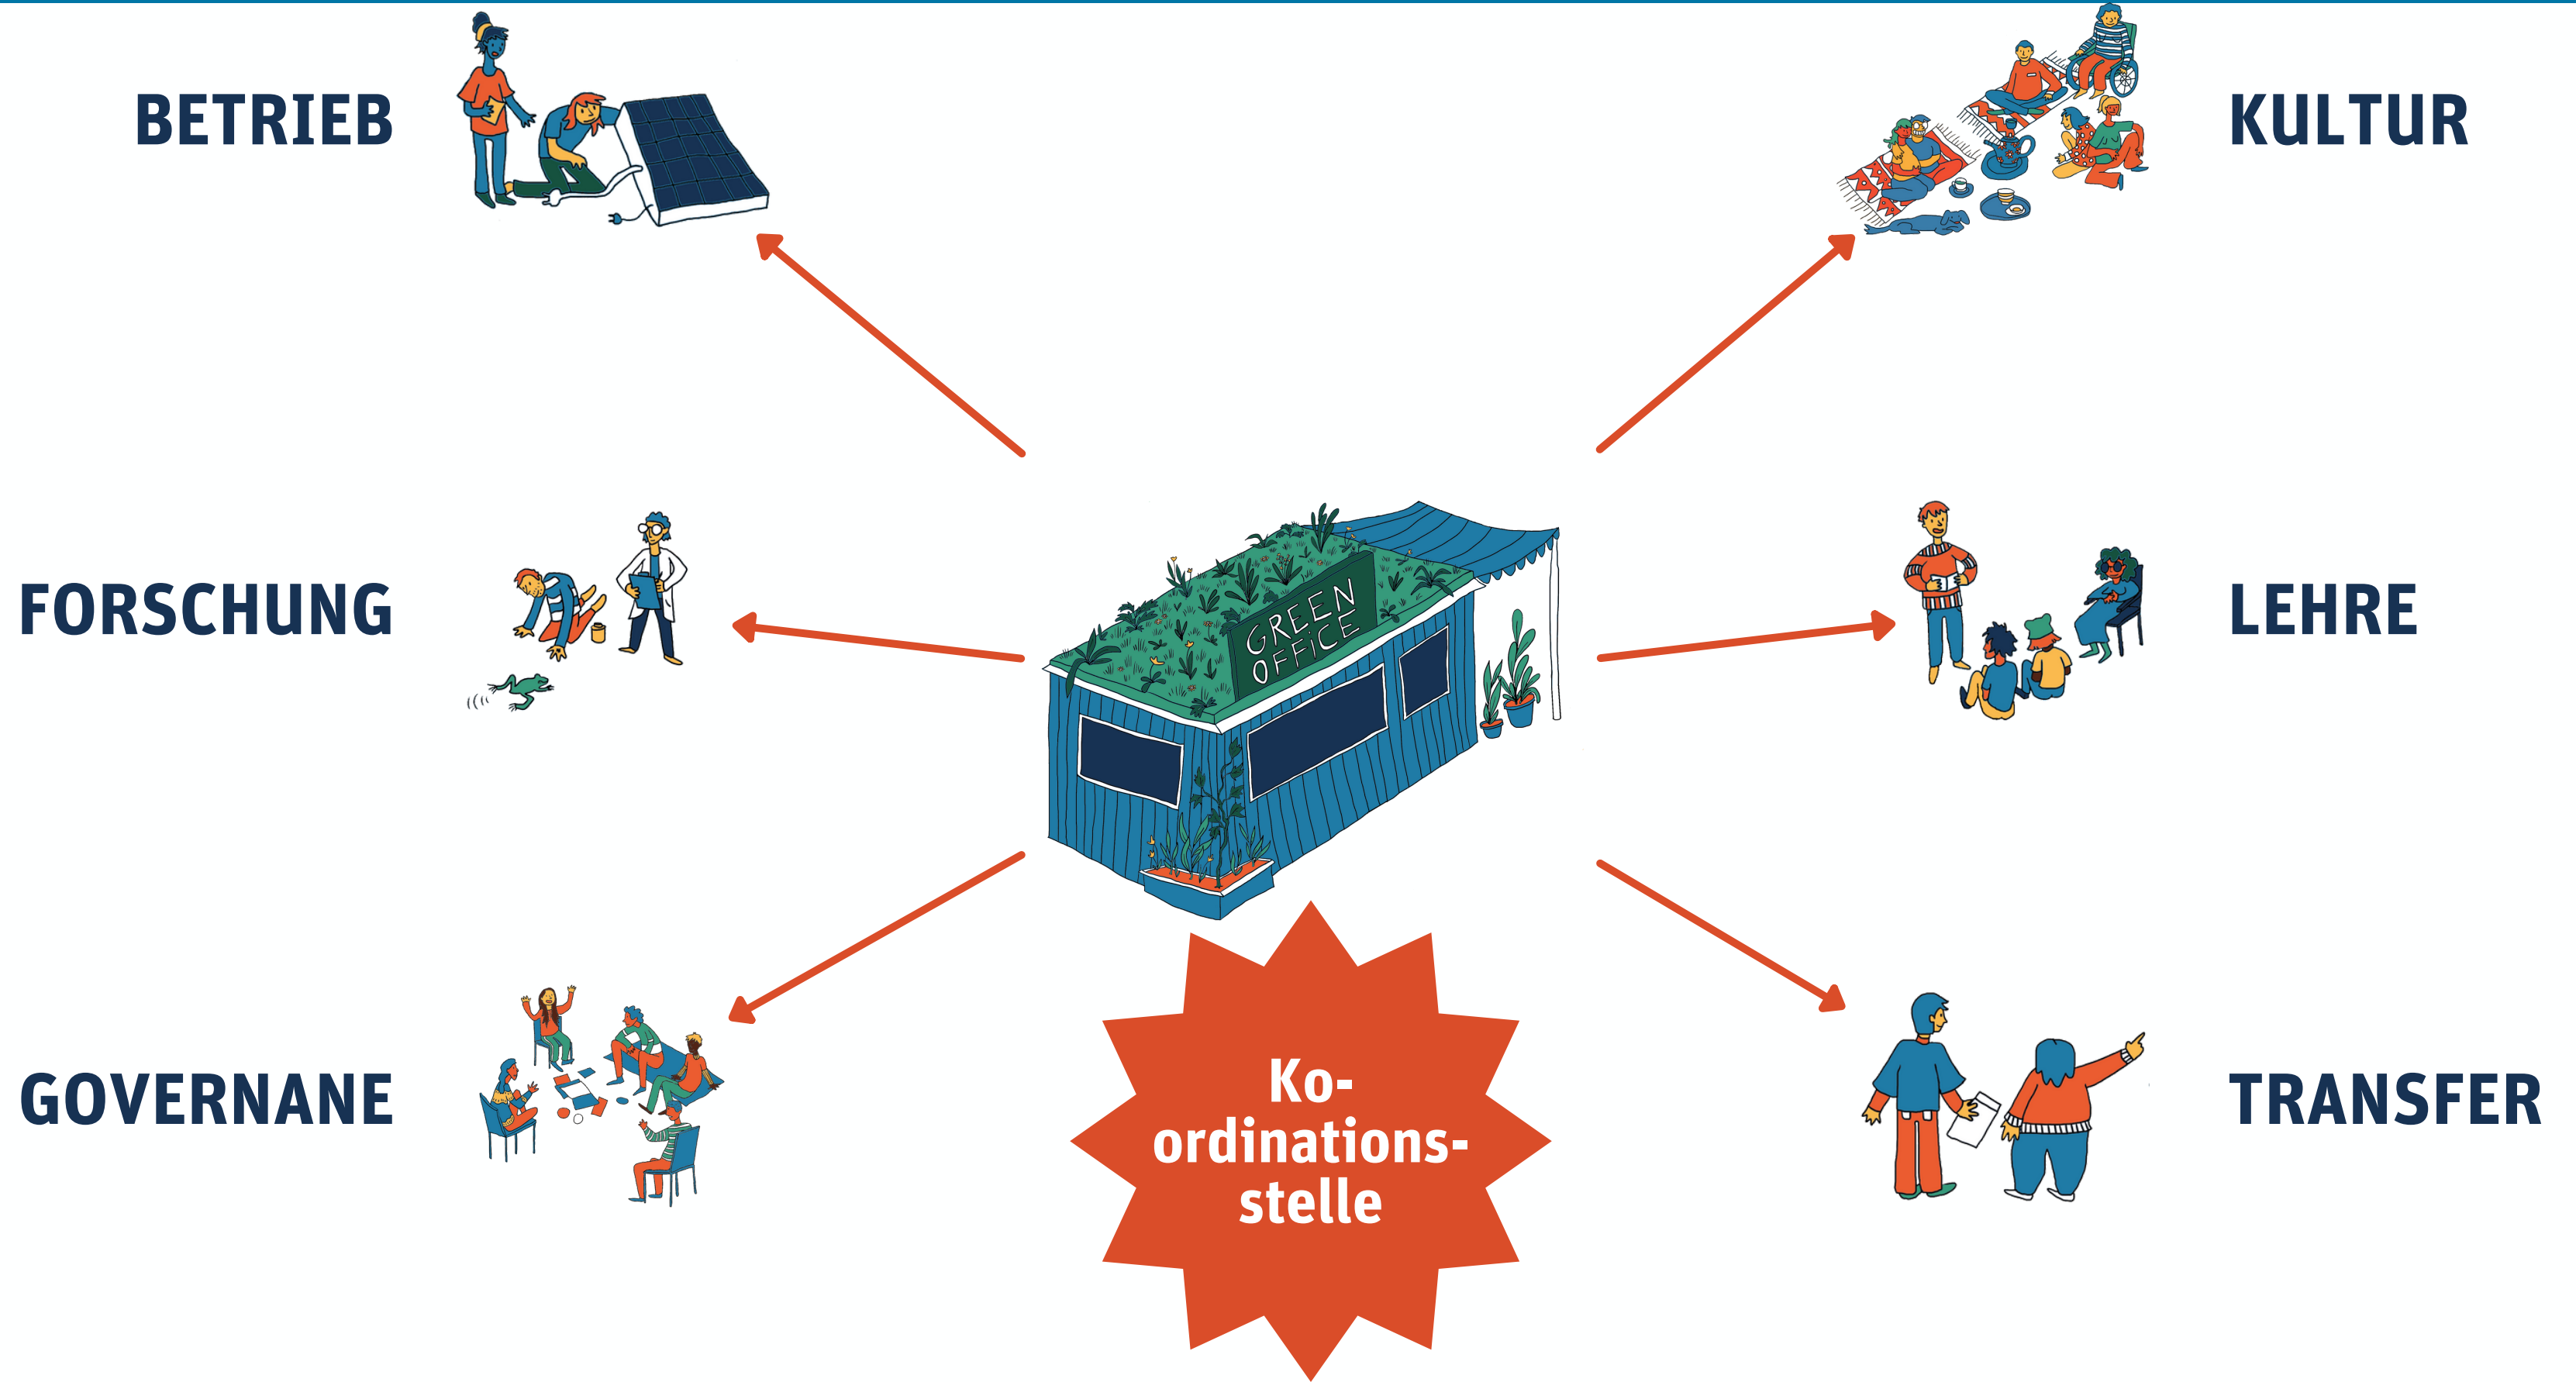 BETRIEB
KULTUR
FORSCHUNG
GREEN
OFFICE
LEHRE
GOVERNANE
Ko-
ordinations-
stelle
TRANSFER